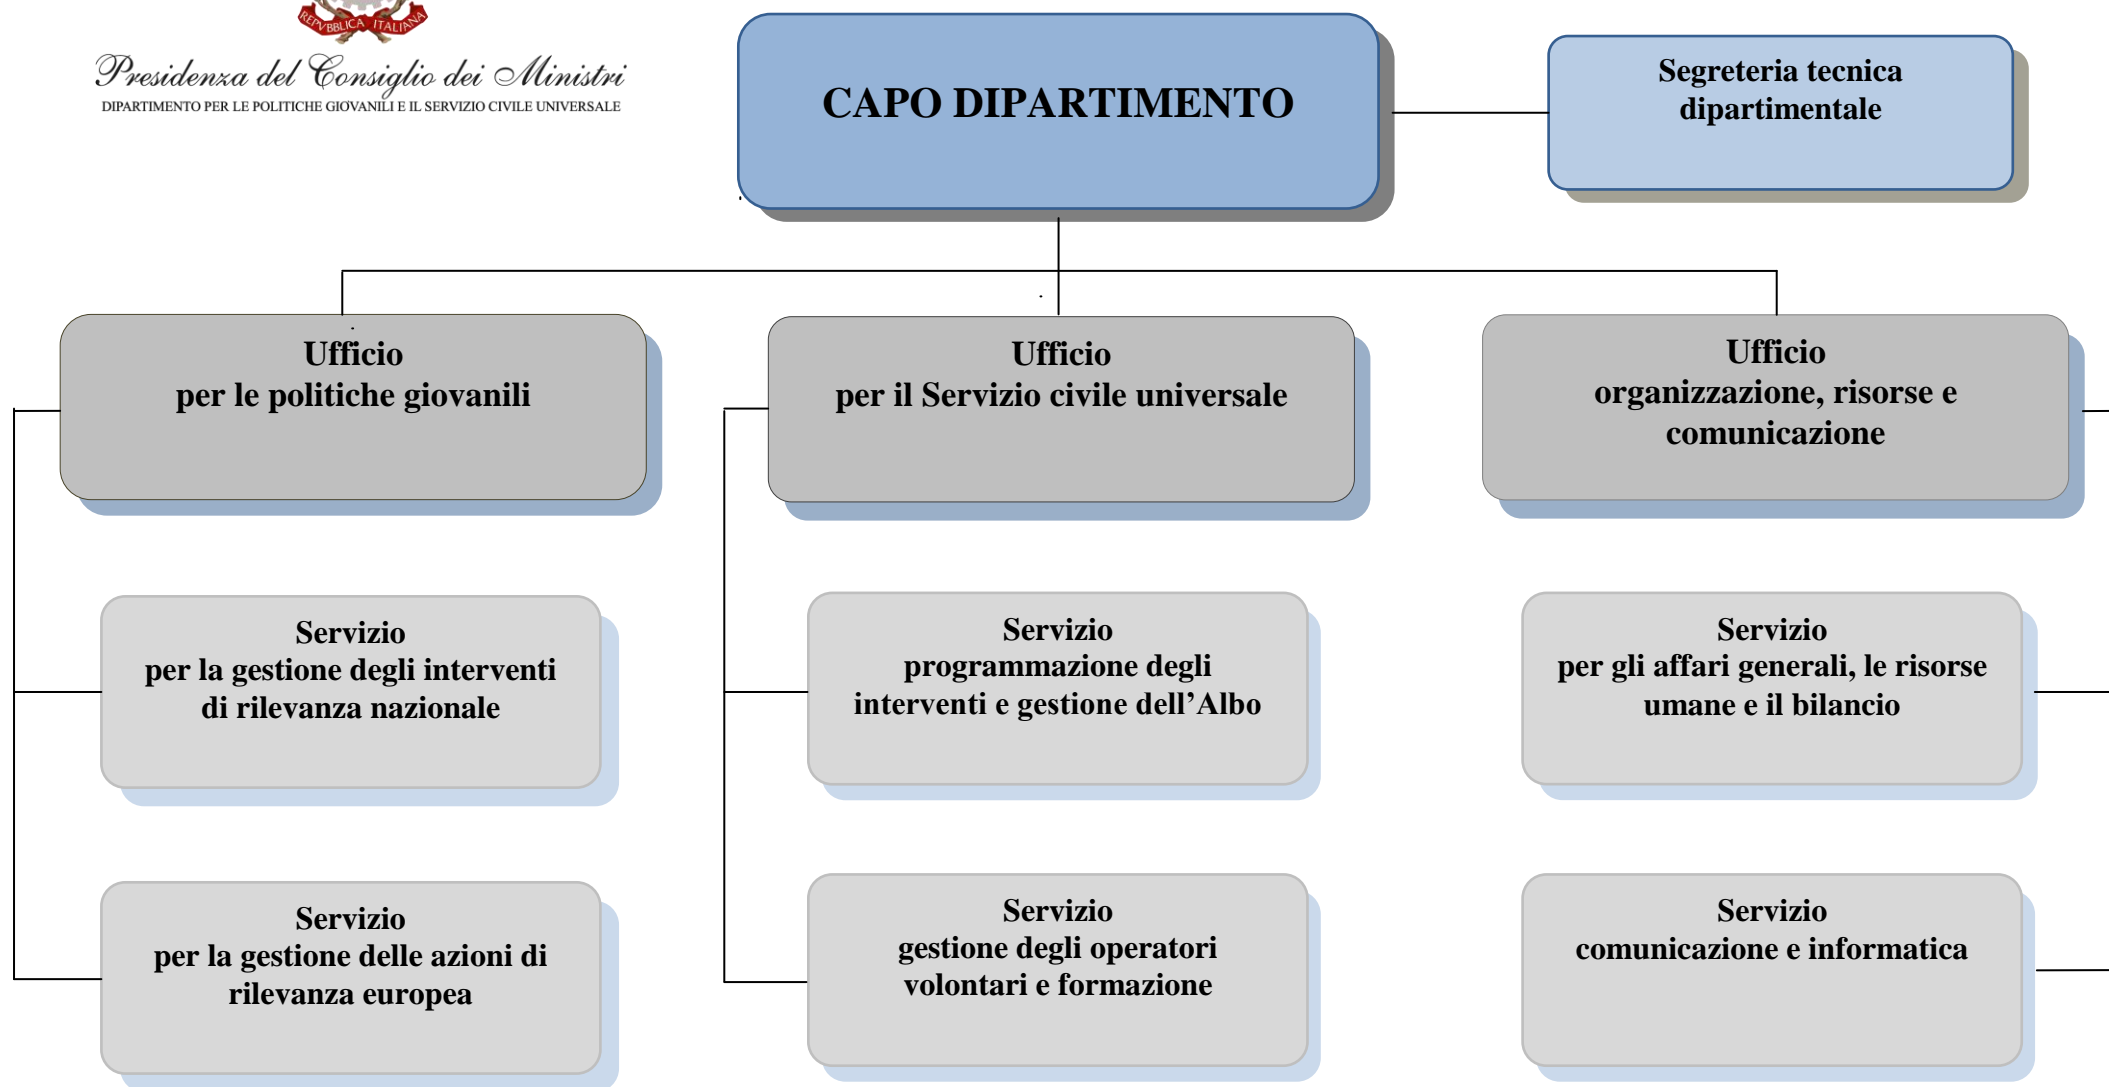 REPVBBLICA ITALIANA
Presidenza del Consiglio dei Ministri
DIPARTIMENTO PER LE POLITICHE GIOVANILI E IL SERVIZIO CIVILE UNIVERSALE
CAPO DIPARTIMENTO
Segreteria tecnica
dipartimentale
Ufficio
per le politiche giovanili
Ufficio
per il Servizio civile universale
Ufficio
organizzazione, risorse e
comunicazione
Servizio
per la gestione degli interventi
di rilevanza nazionale
Servizio
programmazione degli
interventi e gestione dell’Albo
Servizio
per gli affari generali, le risorse
umane e il bilancio
Servizio
per la gestione delle azioni di
rilevanza europea
Servizio
gestione degli operatori
volontari e formazione
Servizio
comunicazione e informatica